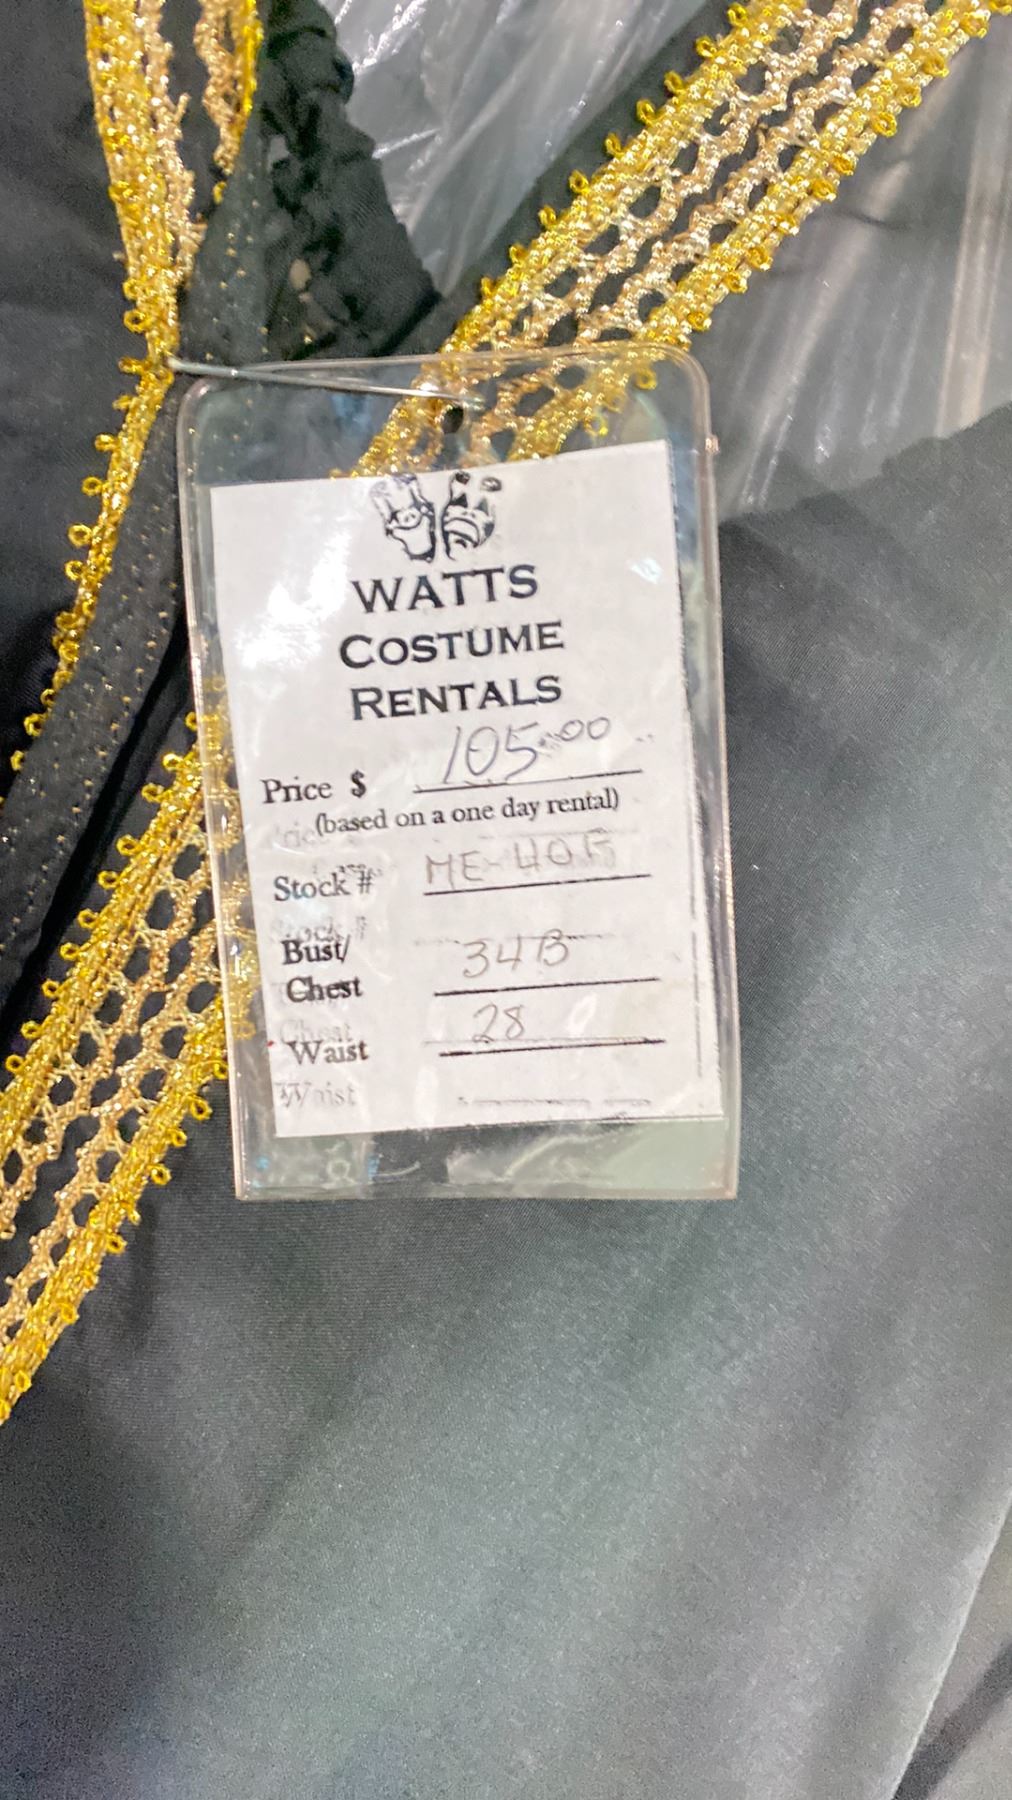 WATTS
COSTUME
RENTALS
Price $ 105.00
(based on a one day rental)
Stock # ME-40F
Bust/
Chest 34B
Waist 28